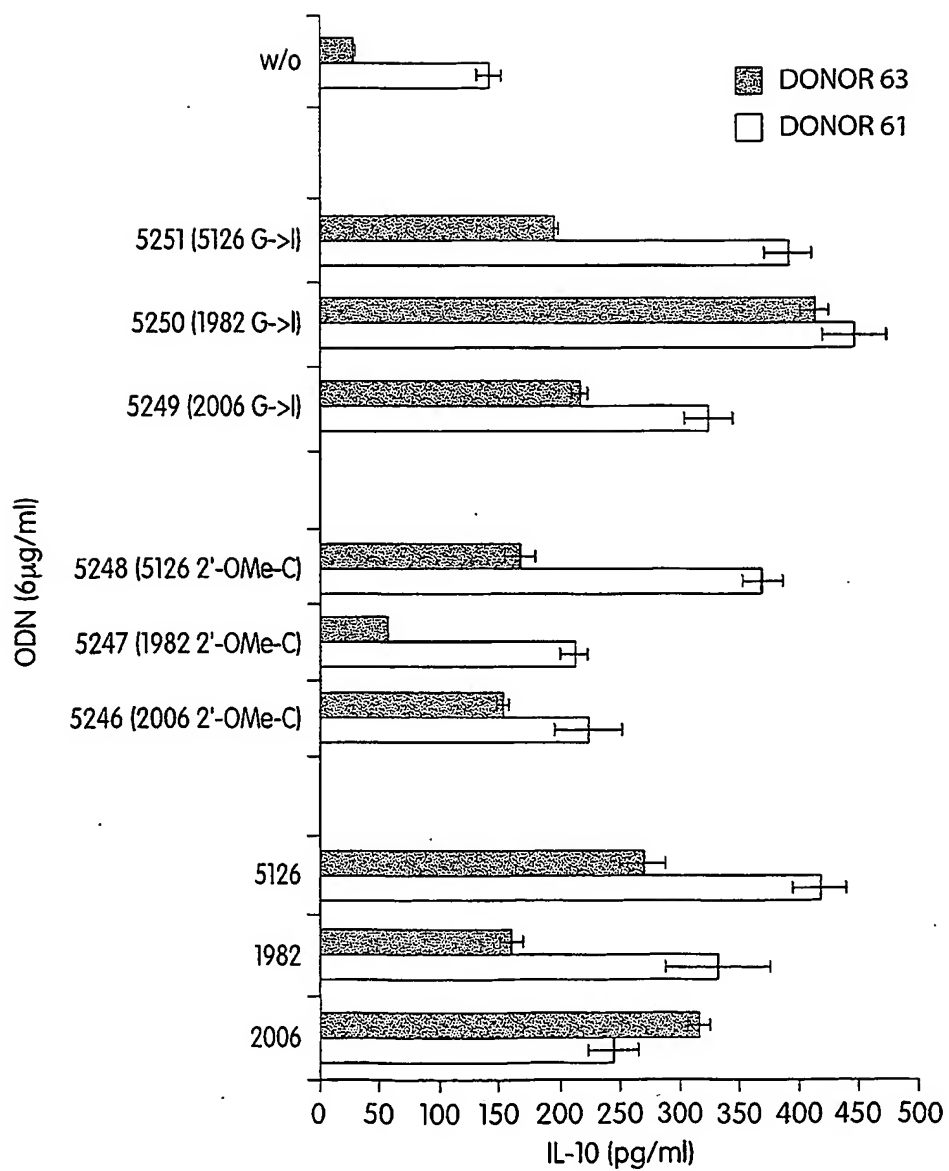 w/o
DONOR 63
DONOR 61
5251 (5126 G->I)
5250 (1982 G->I)
5249 (2006 G->I)
5248 (5126 2'-OMe-C)
5247 (1982 2'-OMe-C)
5246 (2006 2'-OMe-C)
5126
1982
2006
ODN (6µg/ml)
0 50 100 150 200 250 300 350 400 450 500
IL-10 (pg/ml)